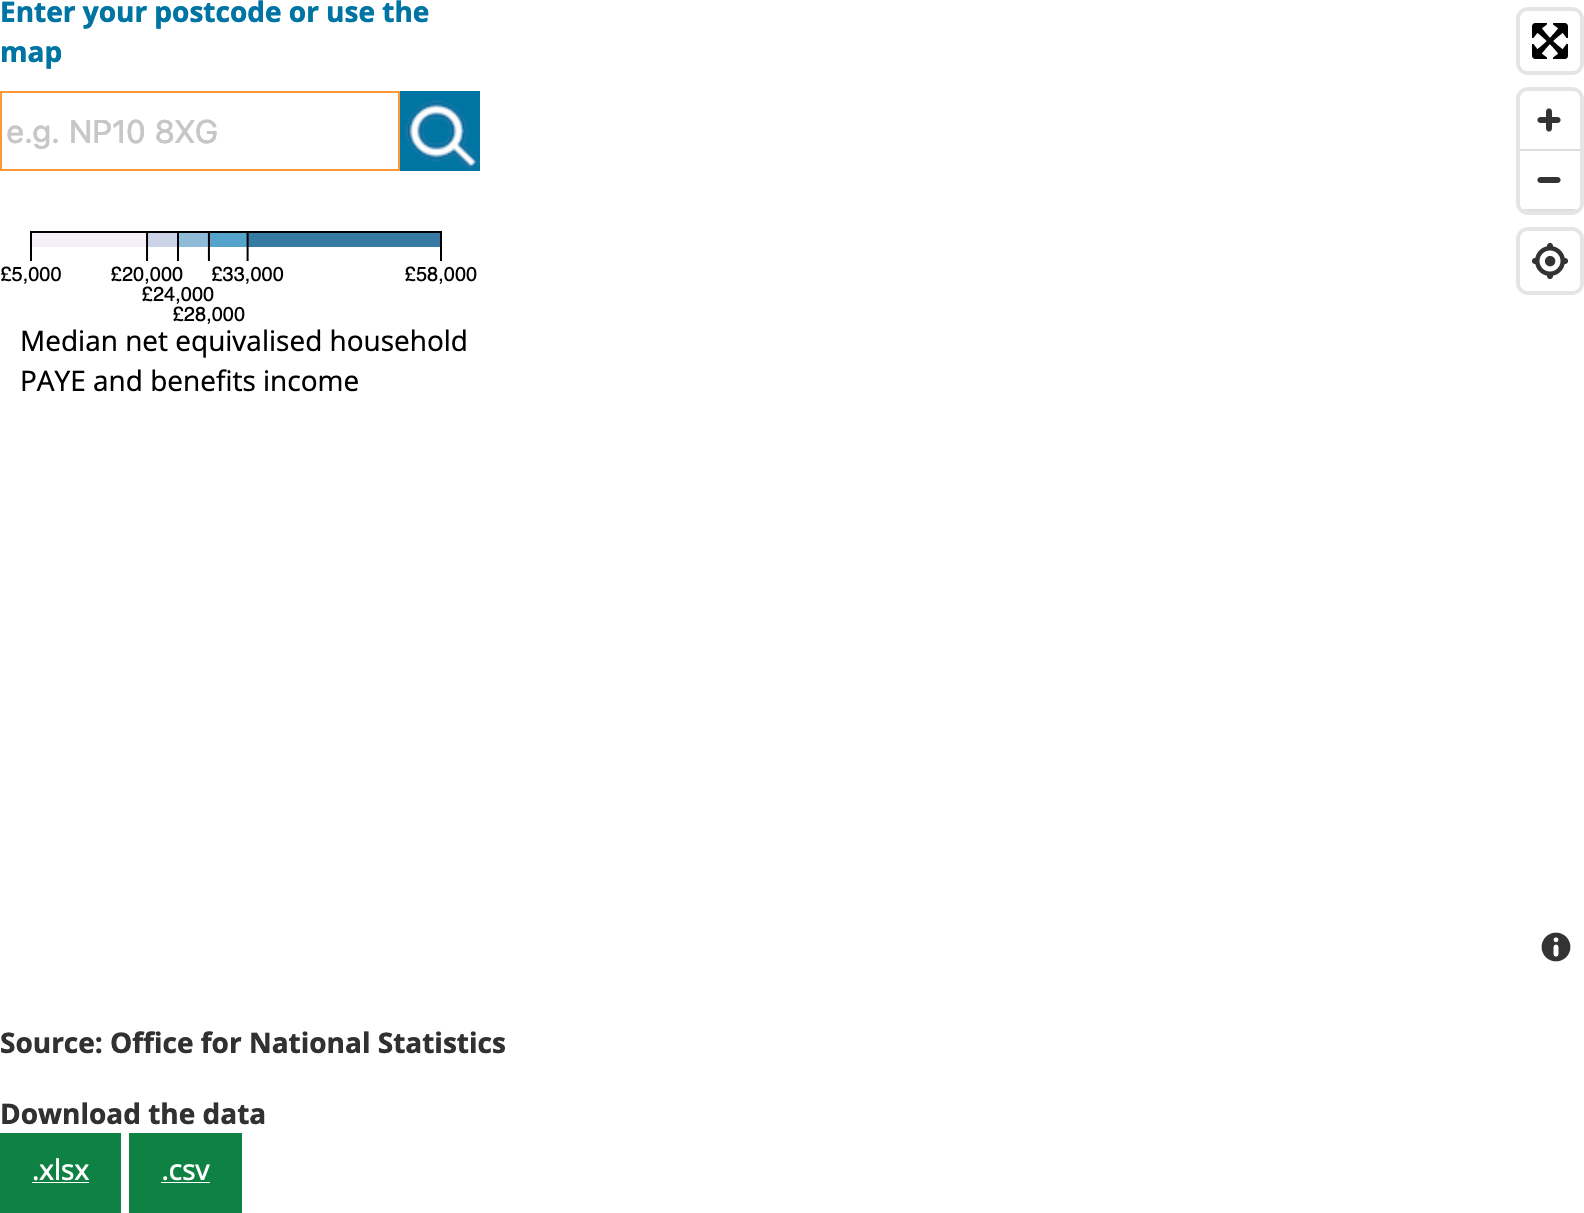 Enter your postcode or use the
map
e.g. NP10 8XG
£5,000 £20,000 £33,000 £58,000
£24,000
£28,000
Median net equivalised household
PAYE and benefits income
Source: Office for National Statistics
Download the data
.xlsx .csv